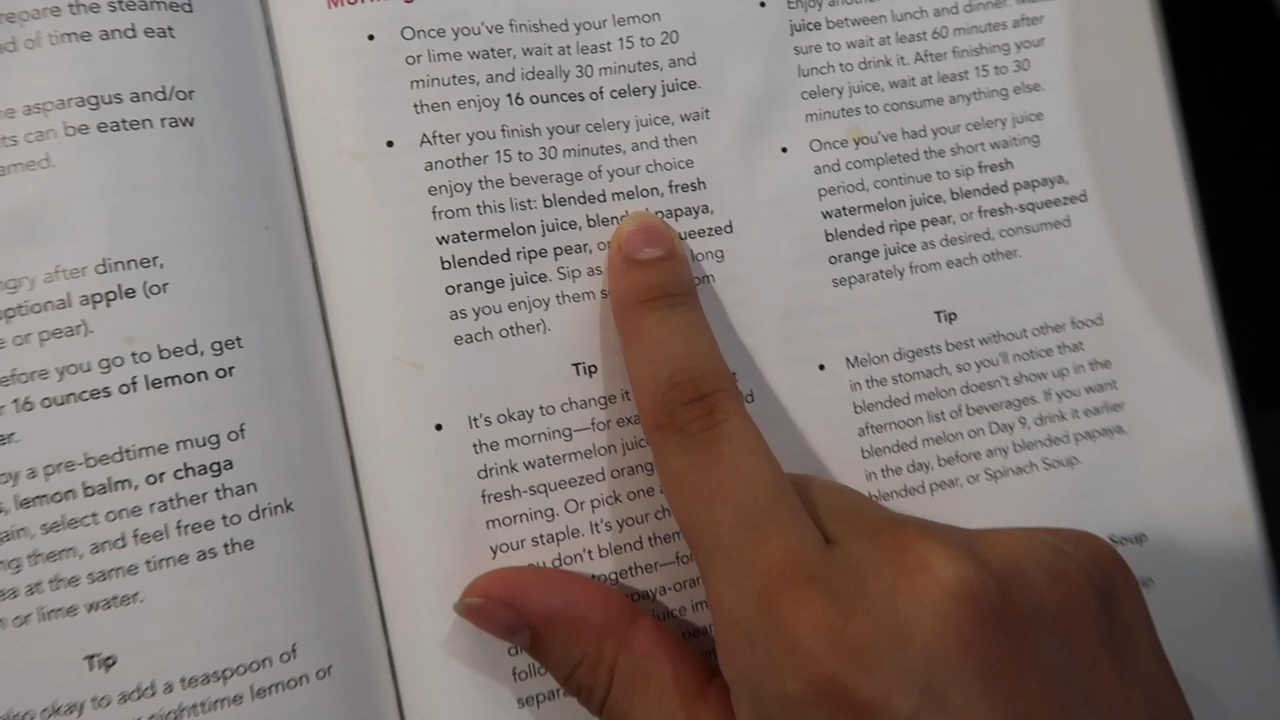 repare the steamed
d of time and eat
e asparagus and/or
ts can be eaten raw
amed.
gry after dinner,
ptional apple (or
e or pear).
efore you go to bed, get
16 ounces of lemon or
er.
oy a pre-bedtime mug of
, lemon balm, or chaga
ain, select one rather than
ng them, and feel free to drink
ea at the same time as the
or lime water.
Tip
also okay to add a teaspoon of
nighttime lemon or
• Once you've finished your lemon
or lime water, wait at least 15 to 20
minutes, and ideally 30 minutes, and
then enjoy 16 ounces of celery juice.
• After you finish your celery juice, wait
another 15 to 30 minutes, and then
enjoy the beverage of your choice
from this list: blended melon, fresh
watermelon juice, blend papaya,
blended ripe pear, or queezed
orange juice. Sip as long
as you enjoy them s om
each other).
Tip
• It's okay to change it
the morning—for exa
drink watermelon juic
fresh-squeezed orang
morning. Or pick one
your staple. It's your ch
don't blend them
together—for
paya-oran
juice im
pear
follo
separa
• Enjoy another
juice between lunch and dinner.
sure to wait at least 60 minutes after
lunch to drink it. After finishing your
celery juice, wait at least 15 to 30
minutes to consume anything else.
• Once you've had your celery juice
and completed the short waiting
period, continue to sip fresh
watermelon juice, blended papaya,
blended ripe pear, or fresh-squeezed
orange juice as desired, consumed
separately from each other.
Tip
• Melon digests best without other food
in the stomach, so you'll notice that
blended melon doesn't show up in the
afternoon list of beverages. If you want
blended melon on Day 9, drink it earlier
in the day, before any blended papaya,
blended pear, or Spinach Soup.
Soup